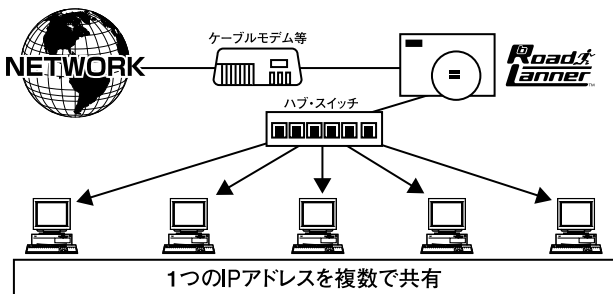 ケーブルモデム等
NETWORK
Road
Lanner
ハブ・スイッチ
1つのIPアドレスを複数で共有